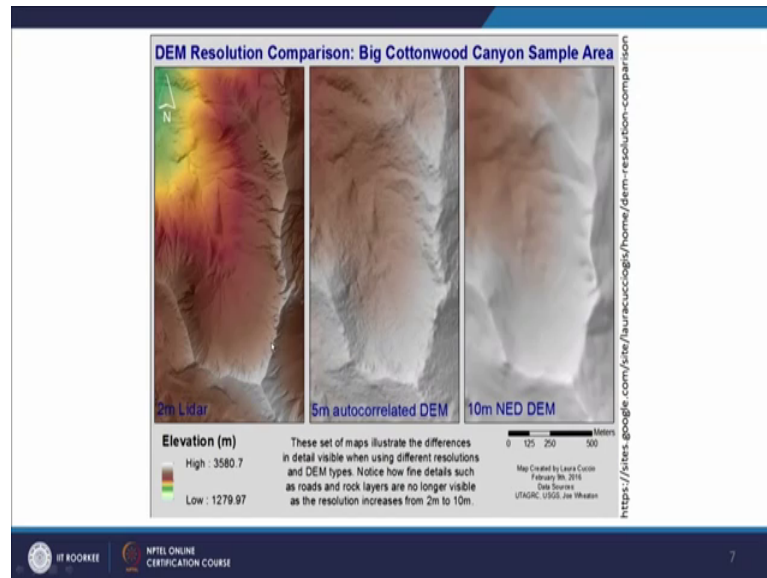 DEM Resolution Comparison: Big Cottonwood Canyon Sample Area
N
2m Lidar
5m autocorrelated DEM
10m NED DEM
Elevation (m)
High : 3580.7
Low : 1279.97
These set of maps illustrate the differences
in detail visible when using different resolutions
and DEM types. Notice how fine details such
as roads and rock layers are no longer visible
as the resolution increases from 2m to 10m.
Meters
0 125 250 500
Map Created by Laura Cuccio
February 9th, 2016
Data Sources:
UTAGRC, USGS, Joe Wheaton
https://sites.google.com/site/lauracucciogis/home/dem-resolution-comparison
IIT ROORKEE
NPTEL ONLINE
CERTIFICATION COURSE
7